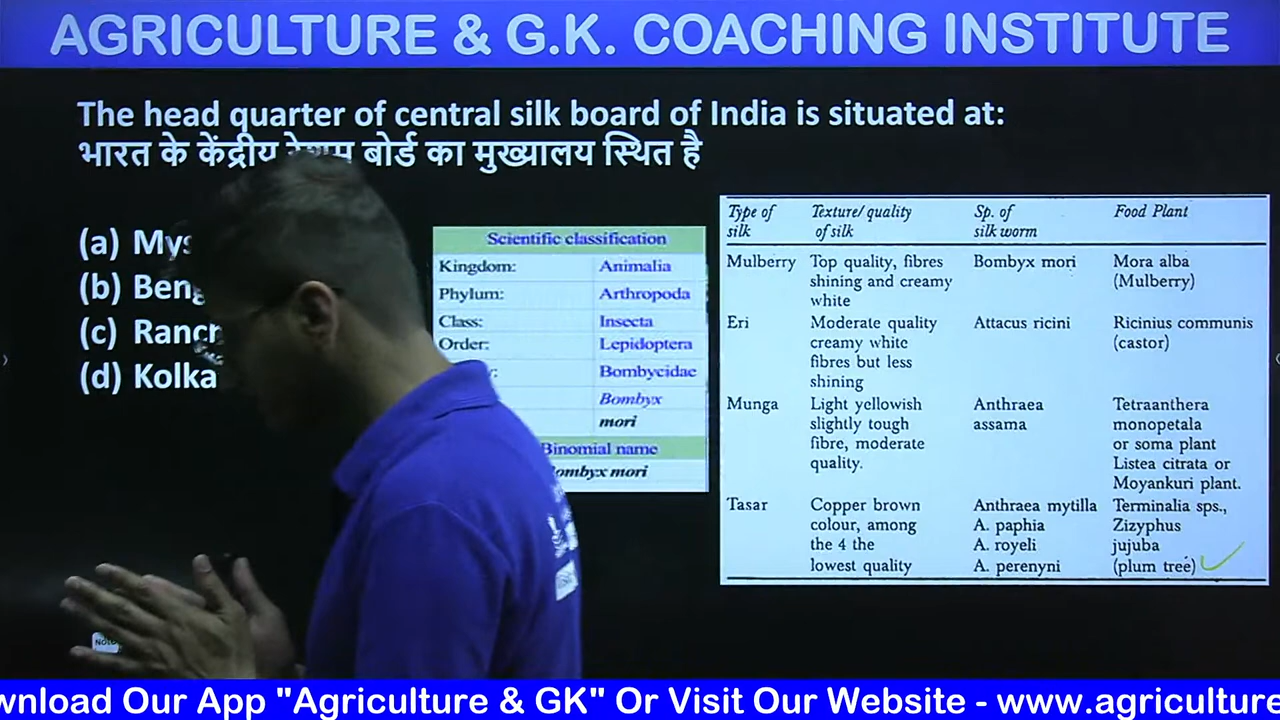 AGRICULTURE & G.K. COACHING INSTITUTE
The head quarter of central silk board of India is situated at:
भारत के केंद्रीय रेशम बोर्ड का मुख्यालय स्थित है
(a) Mys
(b) Beng
(c) Ranc
(d) Kolka
Scientific classification
Kingdom: Animalia
Phylum: Arthropoda
Class: Insecta
Order: Lepidoptera
Bombycidae
Bombyx
mori
Binomial name
Bombyx mori
Type of silk Texture/quality of silk Sp. of silk worm Food Plant
Mulberry Top quality, fibres shining and creamy white Bombyx mori Mora alba (Mulberry)
Eri Moderate quality creamy white fibres but less shining Attacus ricini Ricinius communis (castor)
Munga Light yellowish slightly tough fibre, moderate quality. Anthraea assama Tetraanthera monopetala or soma plant Listea citrata or Moyankuri plant.
Tasar Copper brown colour, among the 4 the lowest quality Anthraea mytilla A. paphia A. royeli A. perenyni Terminalia sps., Zizyphus jujuba (plum tree)
wnload Our App "Agriculture & GK" Or Visit Our Website - www.agriculture